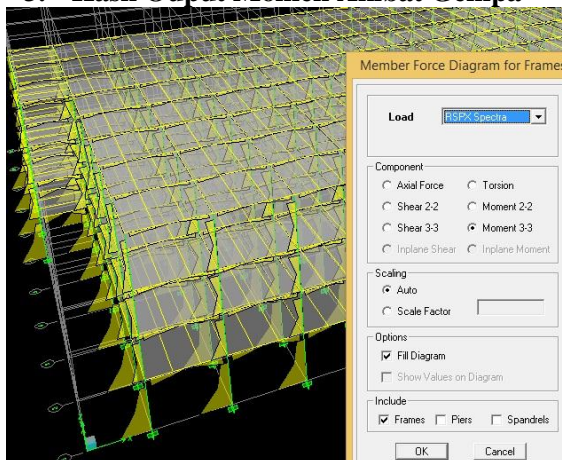 Member Force Diagram for Frames
Load RSPX Spectra
Component
Axial Force Torsion
Shear 2-2 Moment 2-2
Shear 3-3 Moment 3-3
Inplane Shear Inplane Moment
Scaling
Auto
Scale Factor
Options
Fill Diagram
Show Values on Diagram
Include
Frames Piers Spandrels
OK Cancel